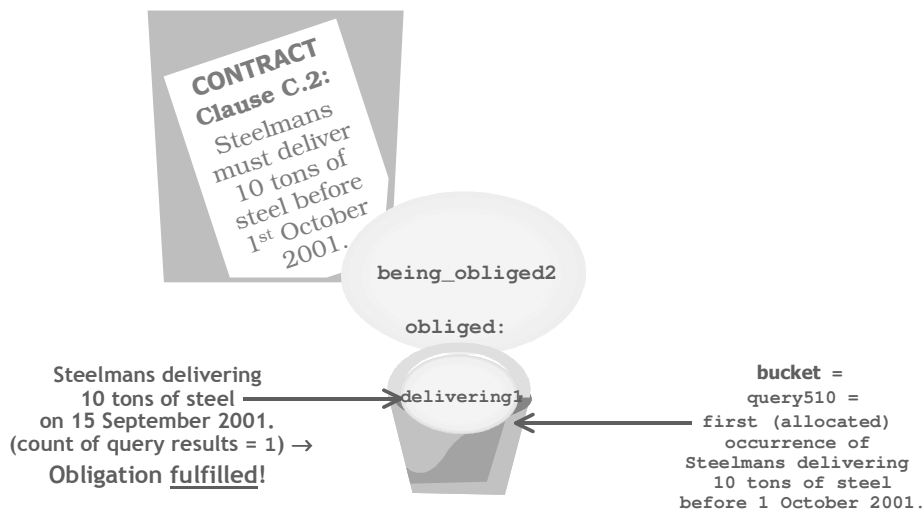 CONTRACT
Clause C.2:
Steelmans
must deliver
10 tons of
steel before
1st October
2001.
being_obliged2
obliged:
delivering1
Steelmans delivering
10 tons of steel
on 15 September 2001.
(count of query results = 1) →
Obligation fulfilled!
bucket =
query510 =
first (allocated)
occurrence of
Steelmans delivering
10 tons of steel
before 1 October 2001.